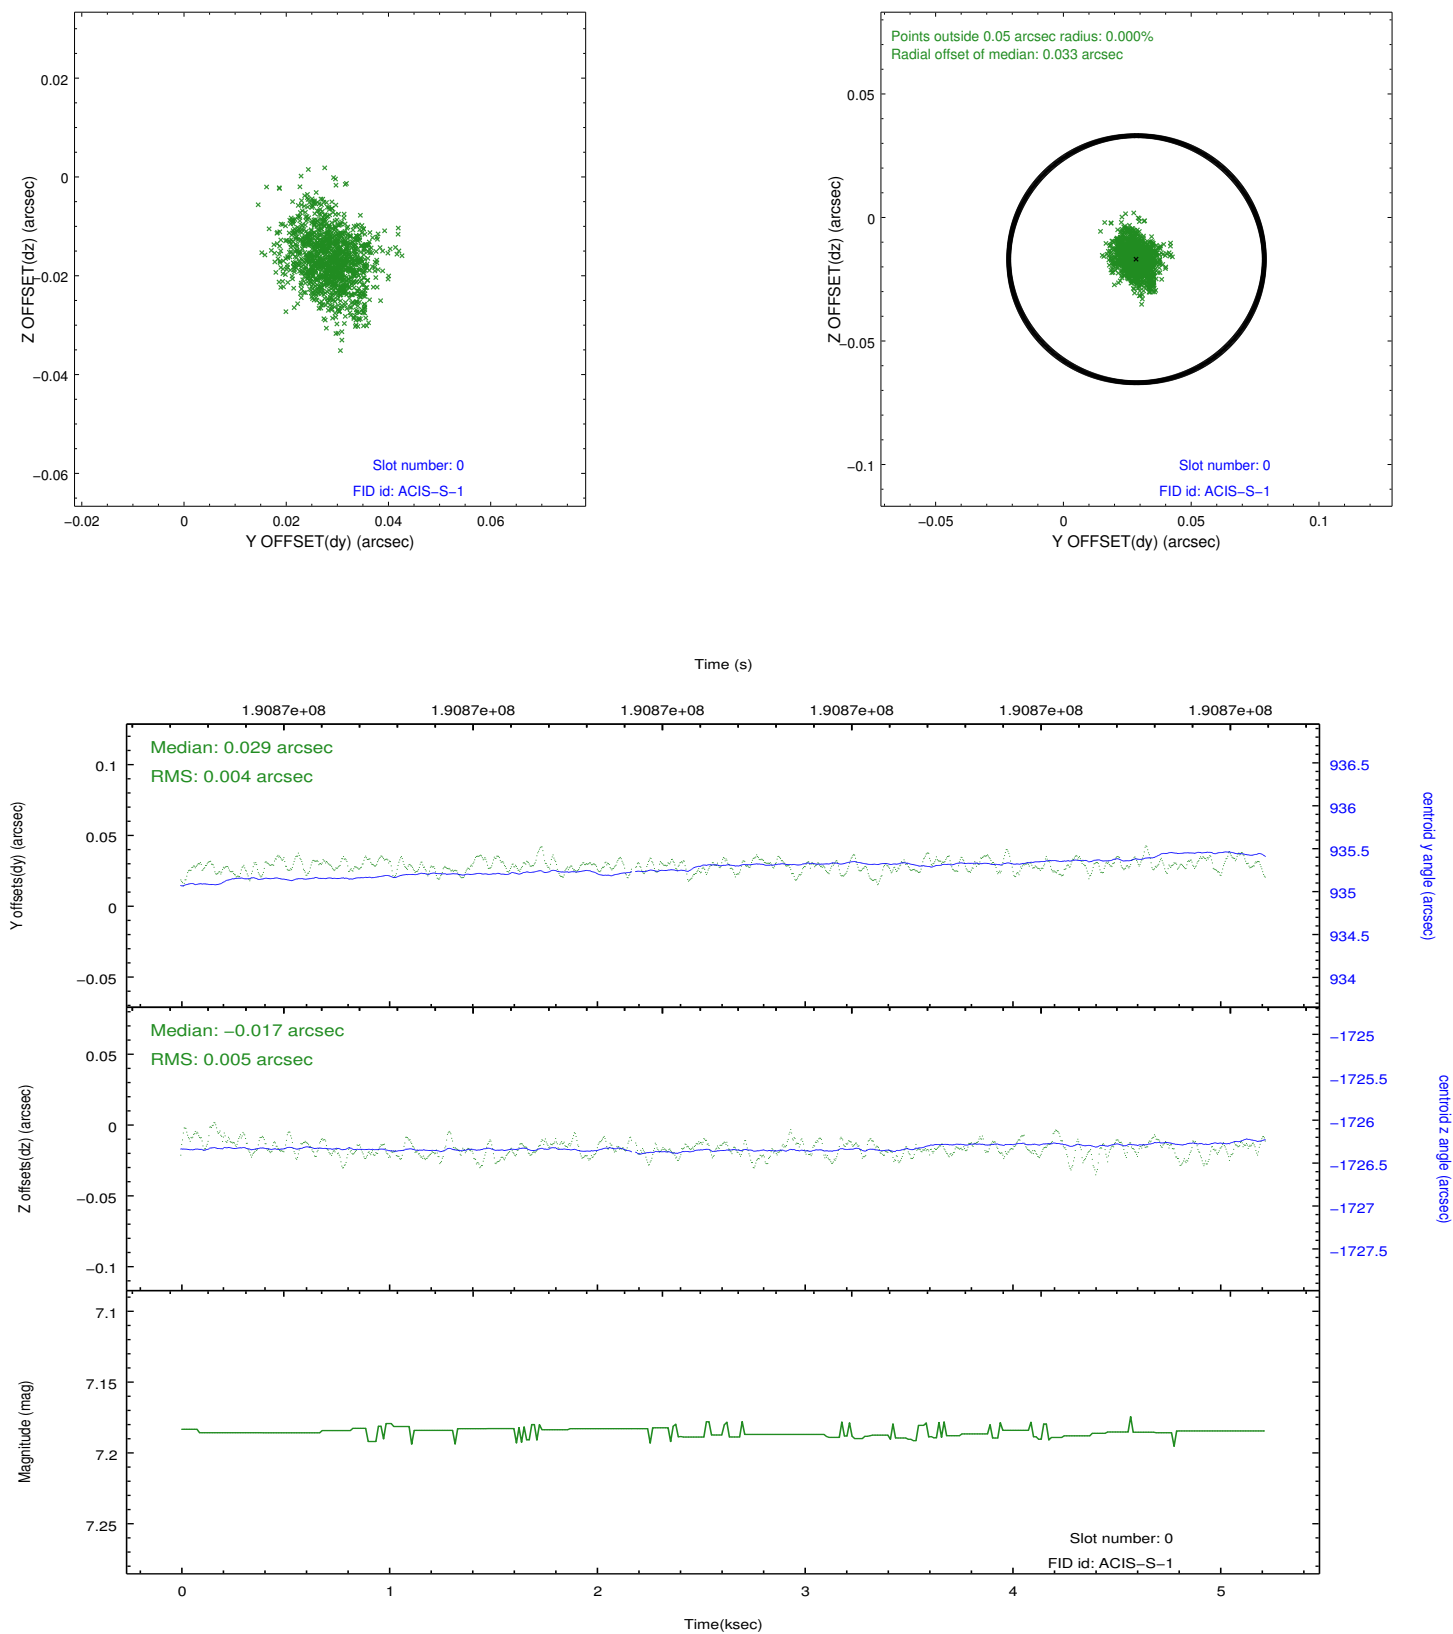 Z OFFSET(dz) (arcsec)
0.02
0
−0.02
−0.04
−0.06
Slot number: 0
FID id: ACIS−S−1
−0.02
0
0.02
0.04
0.06
Y OFFSET(dy) (arcsec)
Points outside 0.05 arcsec radius: 0.000%
Radial offset of median: 0.033 arcsec
Z OFFSET(dz) (arcsec)
0.05
0
−0.05
−0.1
Slot number: 0
FID id: ACIS−S−1
−0.05
0
0.05
0.1
Y OFFSET(dy) (arcsec)
Time (s)
1.9087e+08
1.9087e+08
1.9087e+08
1.9087e+08
1.9087e+08
1.9087e+08
Median: 0.029 arcsec
RMS: 0.004 arcsec
Y offsets(dy) (arcsec)
0.1
0.05
0
−0.05
936.5
936
935.5
935
934.5
934
centroid y angle (arcsec)
Median: −0.017 arcsec
RMS: 0.005 arcsec
Z offsets(dz) (arcsec)
0.05
0
−0.05
−0.1
−1725
−1725.5
−1726
−1726.5
−1727
−1727.5
centroid z angle (arcsec)
Magnitude (mag)
7.1
7.15
7.2
7.25
Slot number: 0
FID id: ACIS−S−1
0
1
2
3
4
5
Time(ksec)